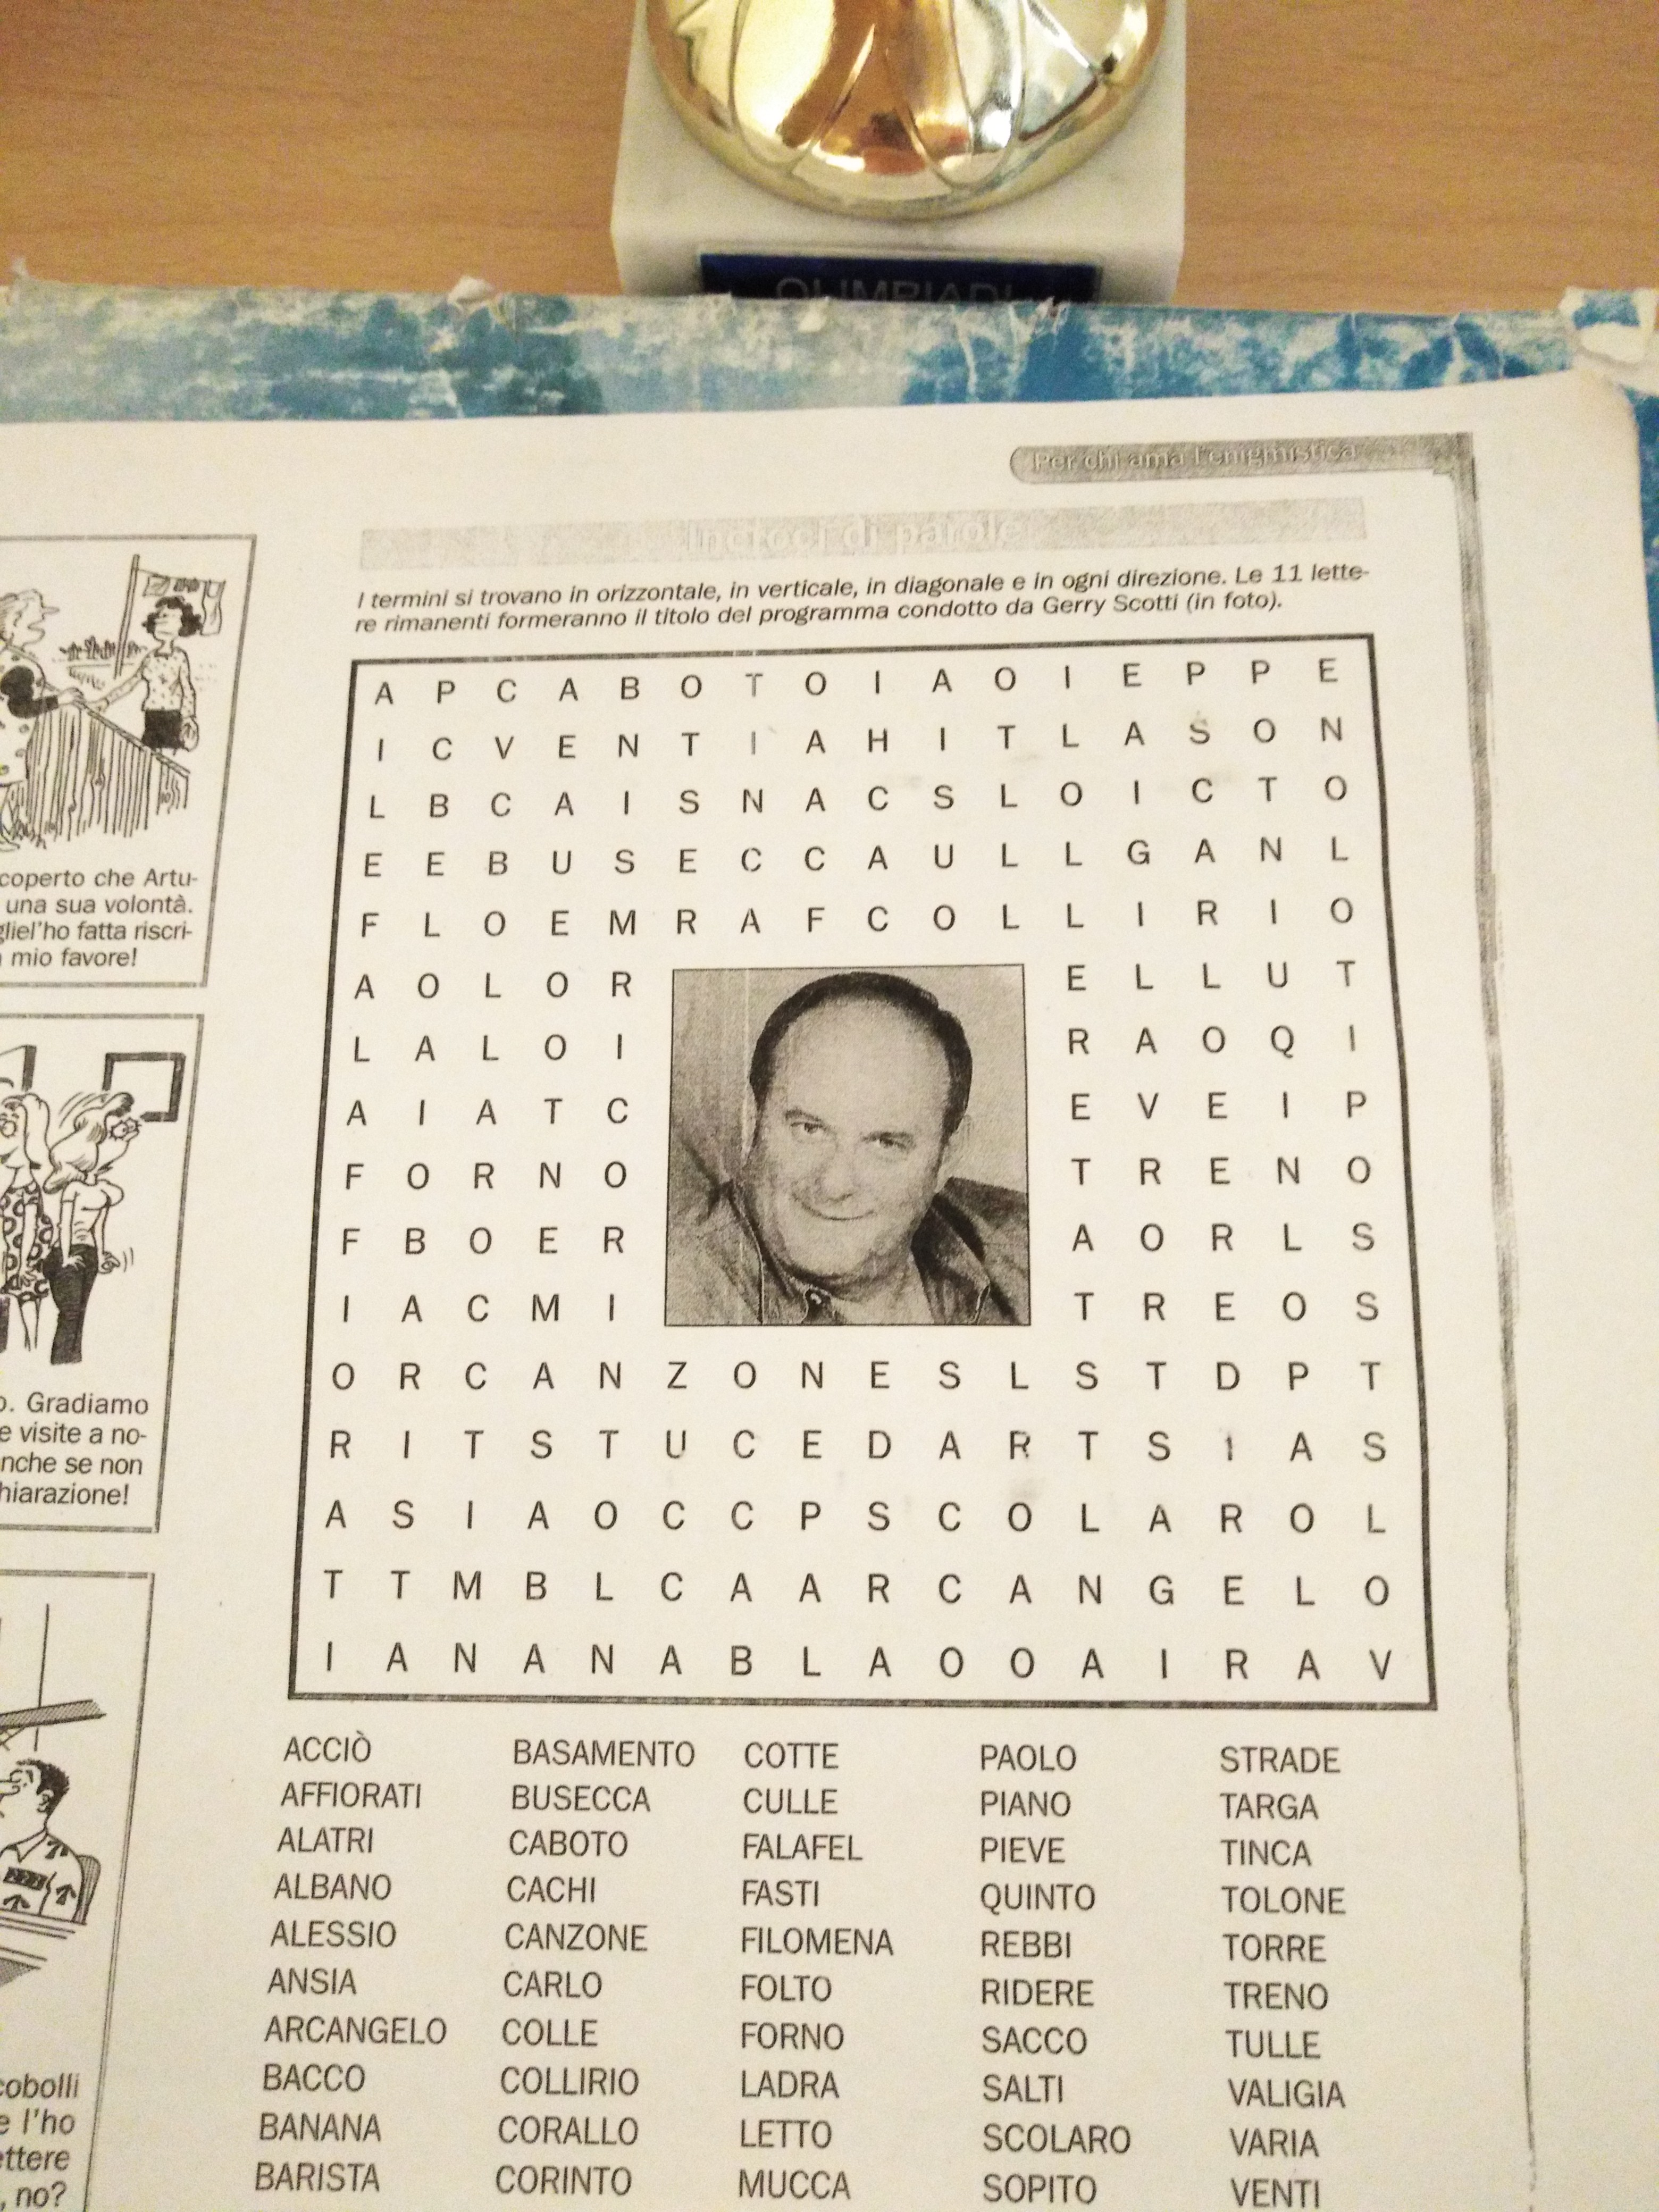 OLIMPIADI
Per chi ama l'enigmistica
Incroci di parole
I termini si trovano in orizzontale, in verticale, in diagonale e in ogni direzione. Le 11 lette-
re rimanenti formeranno il titolo del programma condotto da Gerry Scotti (in foto).
A P C A B O T O I A O I E P P E
I C V E N T I A H I T L A S O N
L B C A I S N A C S L O I C T O
E E B U S E C C A U L L G A N L
F L O E M R A F C O L L I R I O
A O L O R E L L U T
L A L O I R A O Q I
A I A T C E V E I P
F O R N O T R E N O
F B O E R A O R L S
I A C M I T R E O S
O R C A N Z O N E S L S T D P T
R I T S T U C E D A R T S I A S
A S I A O C C P S C O L A R O L
T T M B L C A A R C A N G E L O
I A N A N A B L A O O A I R A V
coperto che Artu-
una sua volontà.
gliel'ho fatta riscri-
mio favore!
o. Gradiamo
e visite a no-
nche se non
hiarazione!
cobolli
e l'ho
ettere
, no?
ACCIÒ BASAMENTO COTTE PAOLO STRADE
AFFIORATI BUSECCA CULLE PIANO TARGA
ALATRI CABOTO FALAFEL PIEVE TINCA
ALBANO CACHI FASTI QUINTO TOLONE
ALESSIO CANZONE FILOMENA REBBI TORRE
ANSIA CARLO FOLTO RIDERE TRENO
ARCANGELO COLLE FORNO SACCO TULLE
BACCO COLLIRIO LADRA SALTI VALIGIA
BANANA CORALLO LETTO SCOLARO VARIA
BARISTA CORINTO MUCCA SOPITO VENTI